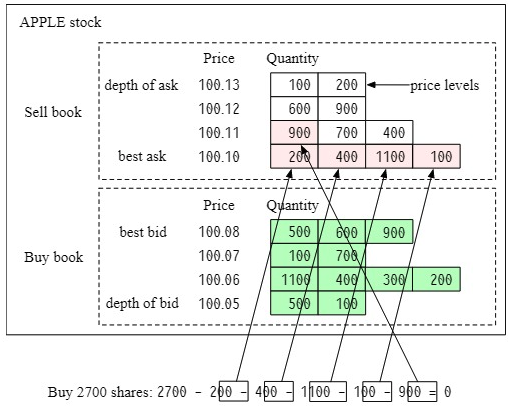 APPLE stock
Price Quantity
depth of ask 100.13 100 200 price levels
100.12 600 900
Sell book
100.11 900 700 400
best ask 100.10 200 400 1100 100
Price Quantity
best bid 100.08 500 600 900
100.07 100 700
Buy book
100.06 1100 400 300 200
depth of bid 100.05 500 100
Buy 2700 shares: 2700 - 200 - 400 - 1100 - 100 - 900 = 0